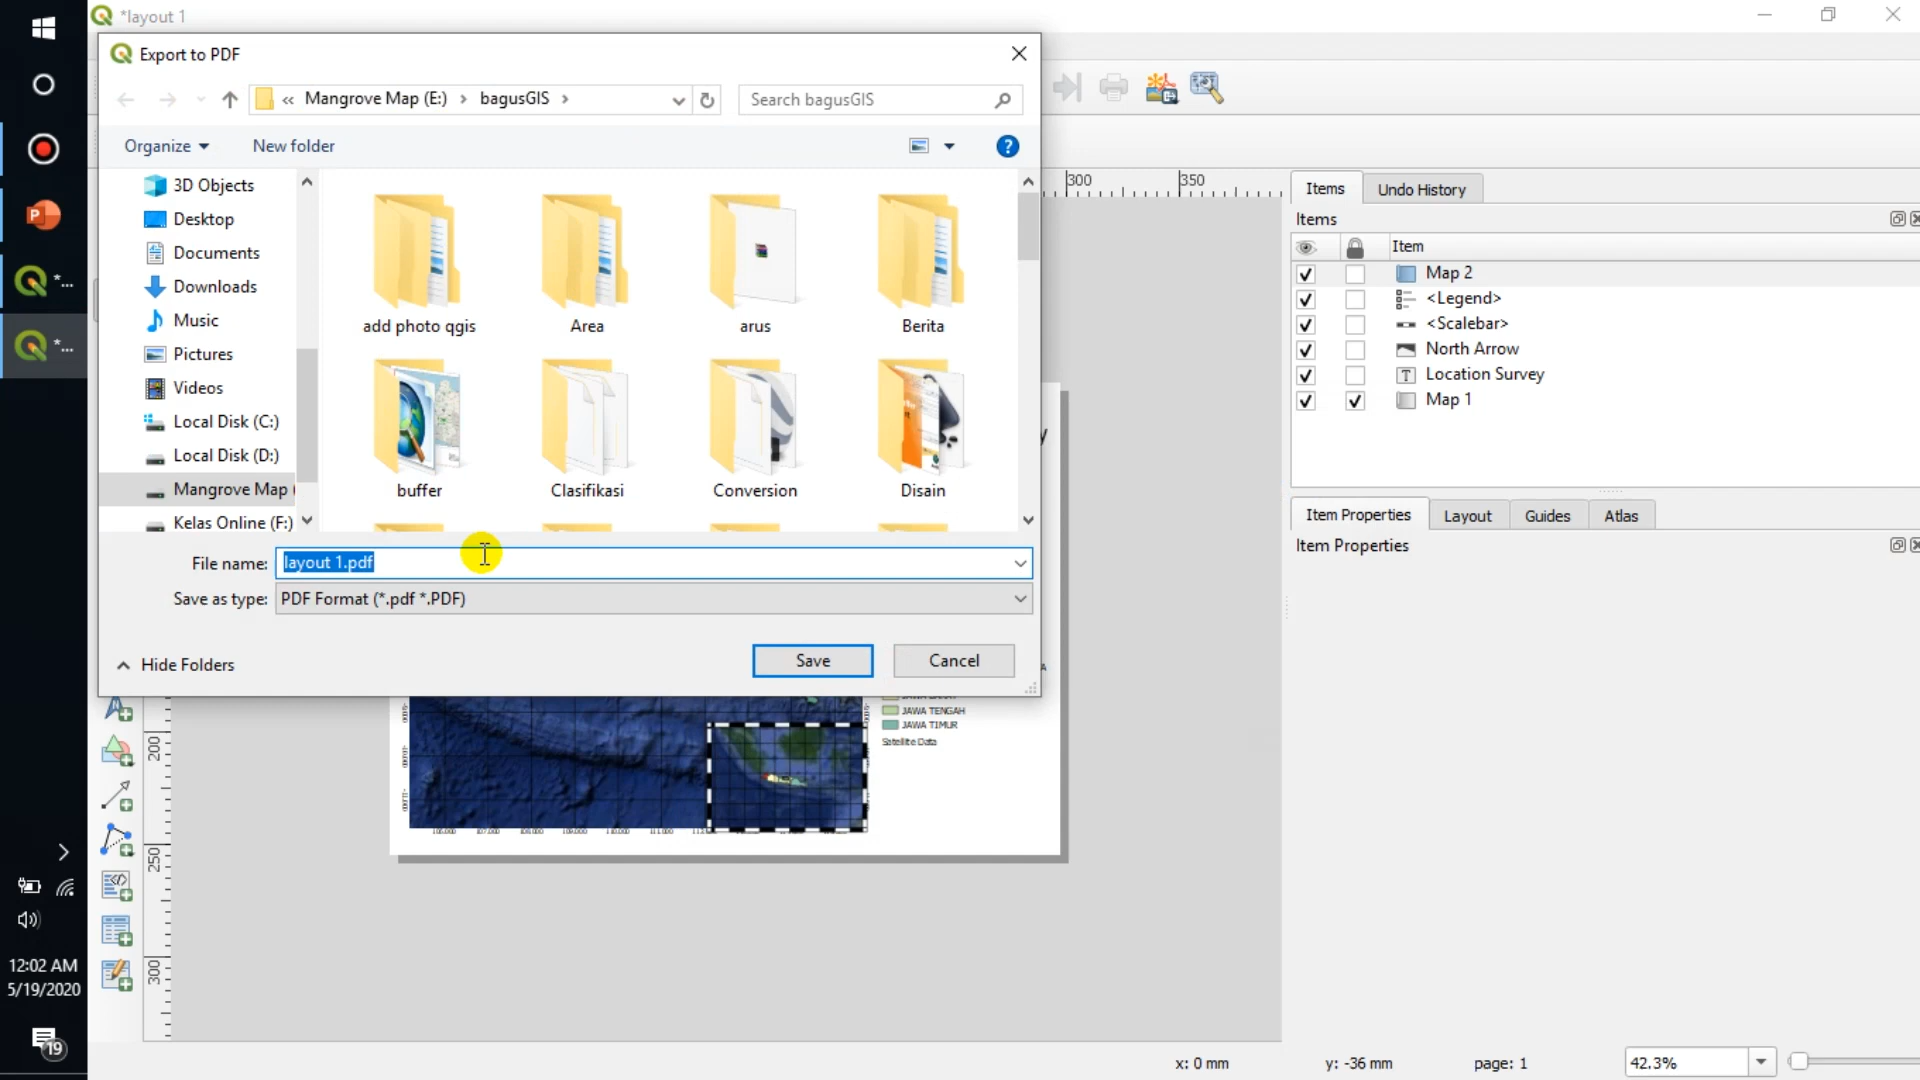 *layout 1
Export to PDF
« Mangrove Map (E:) > bagusGIS >
Search bagusGIS
Organize
New folder
3D Objects
Desktop
Documents
Downloads
Music
Pictures
Videos
Local Disk (C:)
Local Disk (D:)
Mangrove Map (
Kelas Online (F:)
add photo qgis
Area
arus
Berita
buffer
Clasifikasi
Conversion
Disain
File name:
layout 1.pdf
Save as type:
PDF Format (*.pdf *.PDF)
Hide Folders
Save
Cancel
300
350
Items
Undo History
Items
Item
Map 2
<Legend>
<Scalebar>
North Arrow
Location Survey
Map 1
Item Properties
Layout
Guides
Atlas
Item Properties
y
JAWA TENGAH
JAWA TIMUR
Satellite Data
200
250
300
12:02 AM
5/19/2020
19
x: 0 mm
y: -36 mm
page: 1
42.3%